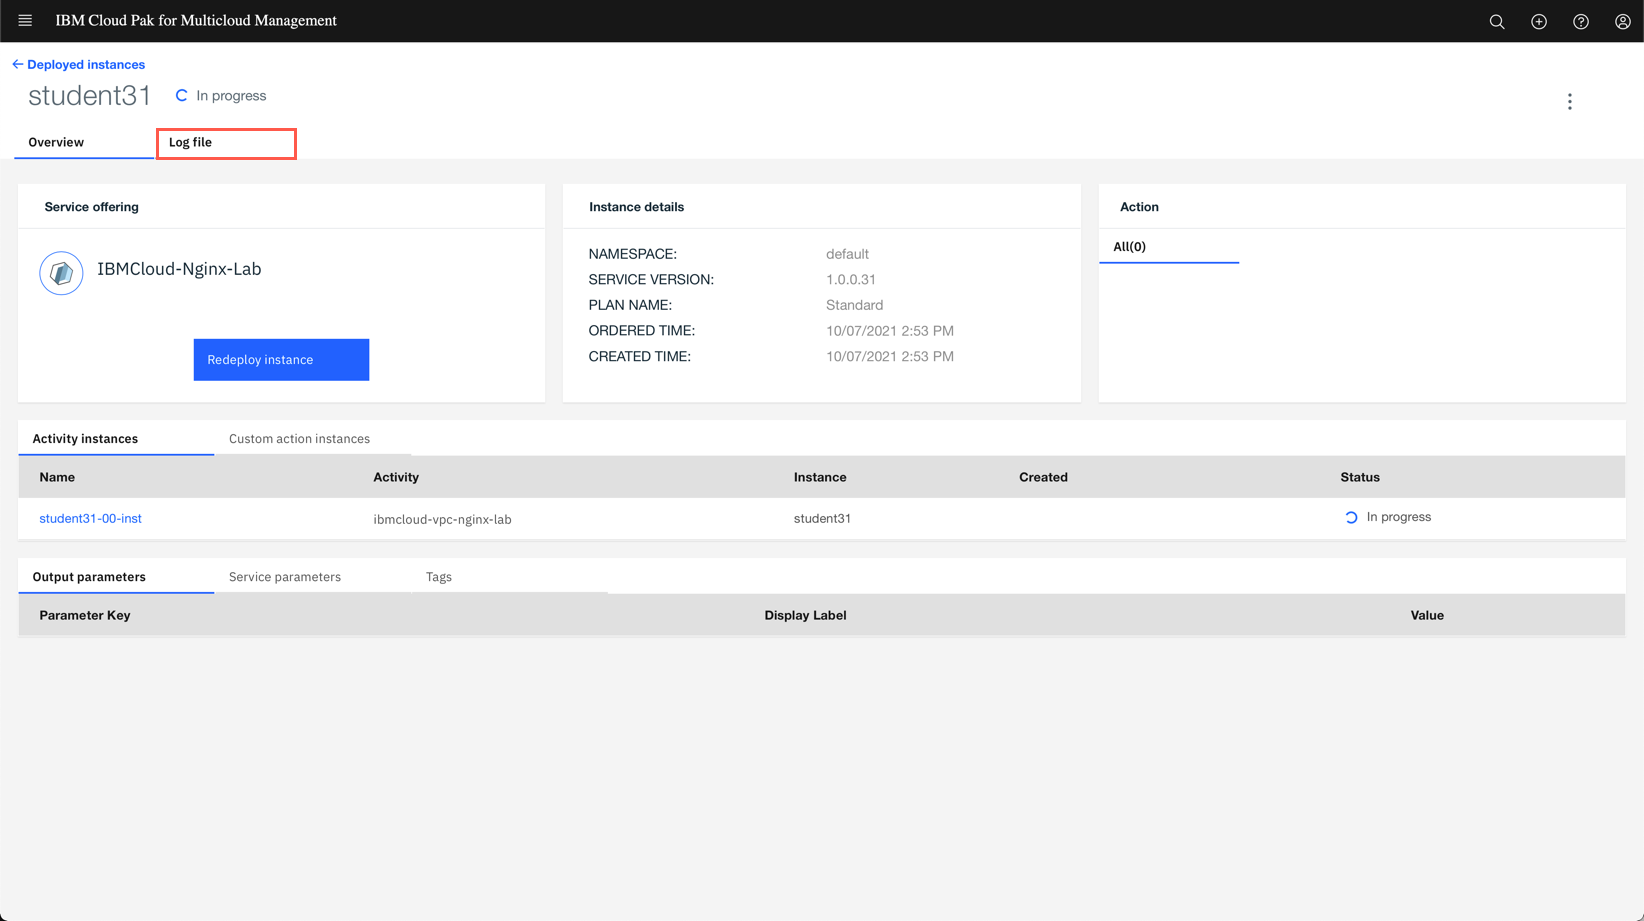 IBM Cloud Pak for Multicloud Management
Deployed instances
student31 In progress
Overview Log file
Service offering
IBMCloud-Nginx-Lab
Redeploy instance
Instance details
NAMESPACE: default
SERVICE VERSION: 1.0.0.31
PLAN NAME: Standard
ORDERED TIME: 10/07/2021 2:53 PM
CREATED TIME: 10/07/2021 2:53 PM
Action
All(0)
Activity instances Custom action instances
Name Activity Instance Created Status
student31-00-inst ibmcloud-vpc-nginx-lab student31 In progress
Output parameters Service parameters Tags
Parameter Key Display Label Value